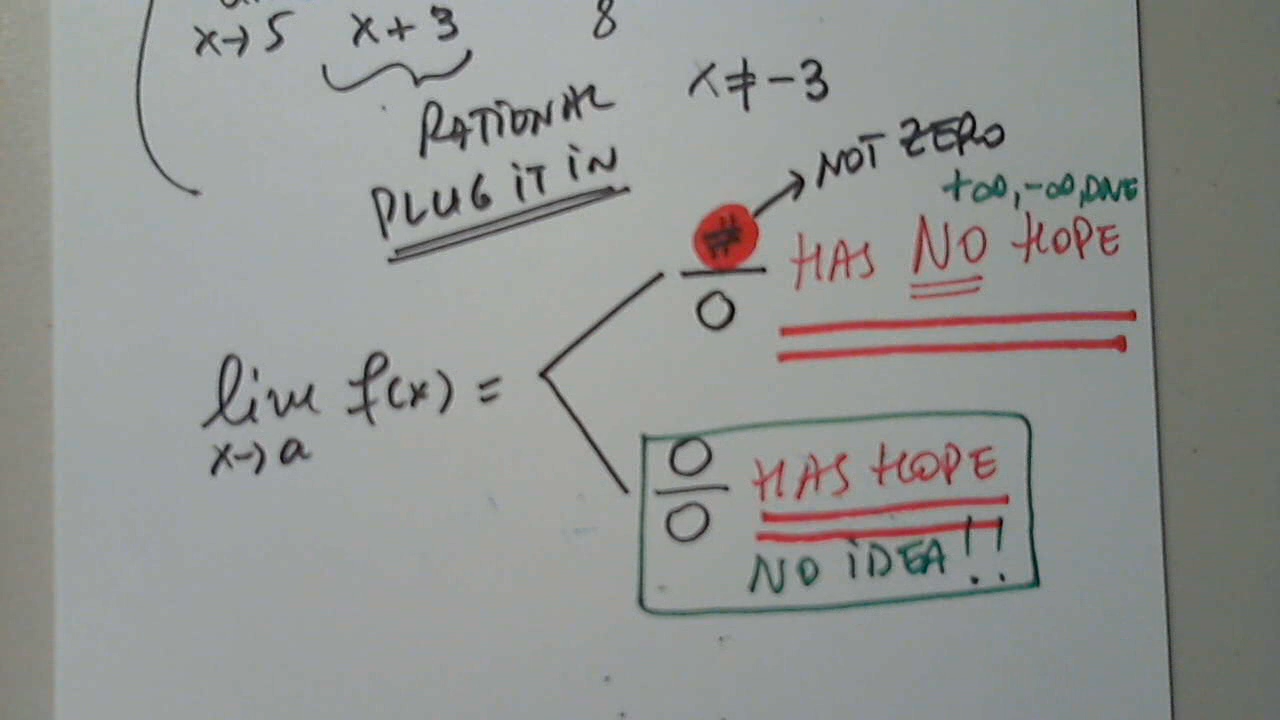 x→5 x+3 8
RATIONAL x≠-3
PLUG IT IN
→ NOT ZERO
+∞, -∞, DNE
#
0
HAS NO HOPE
lim f(x) =
x→a
0
0
HAS HOPE
NO IDEA!!